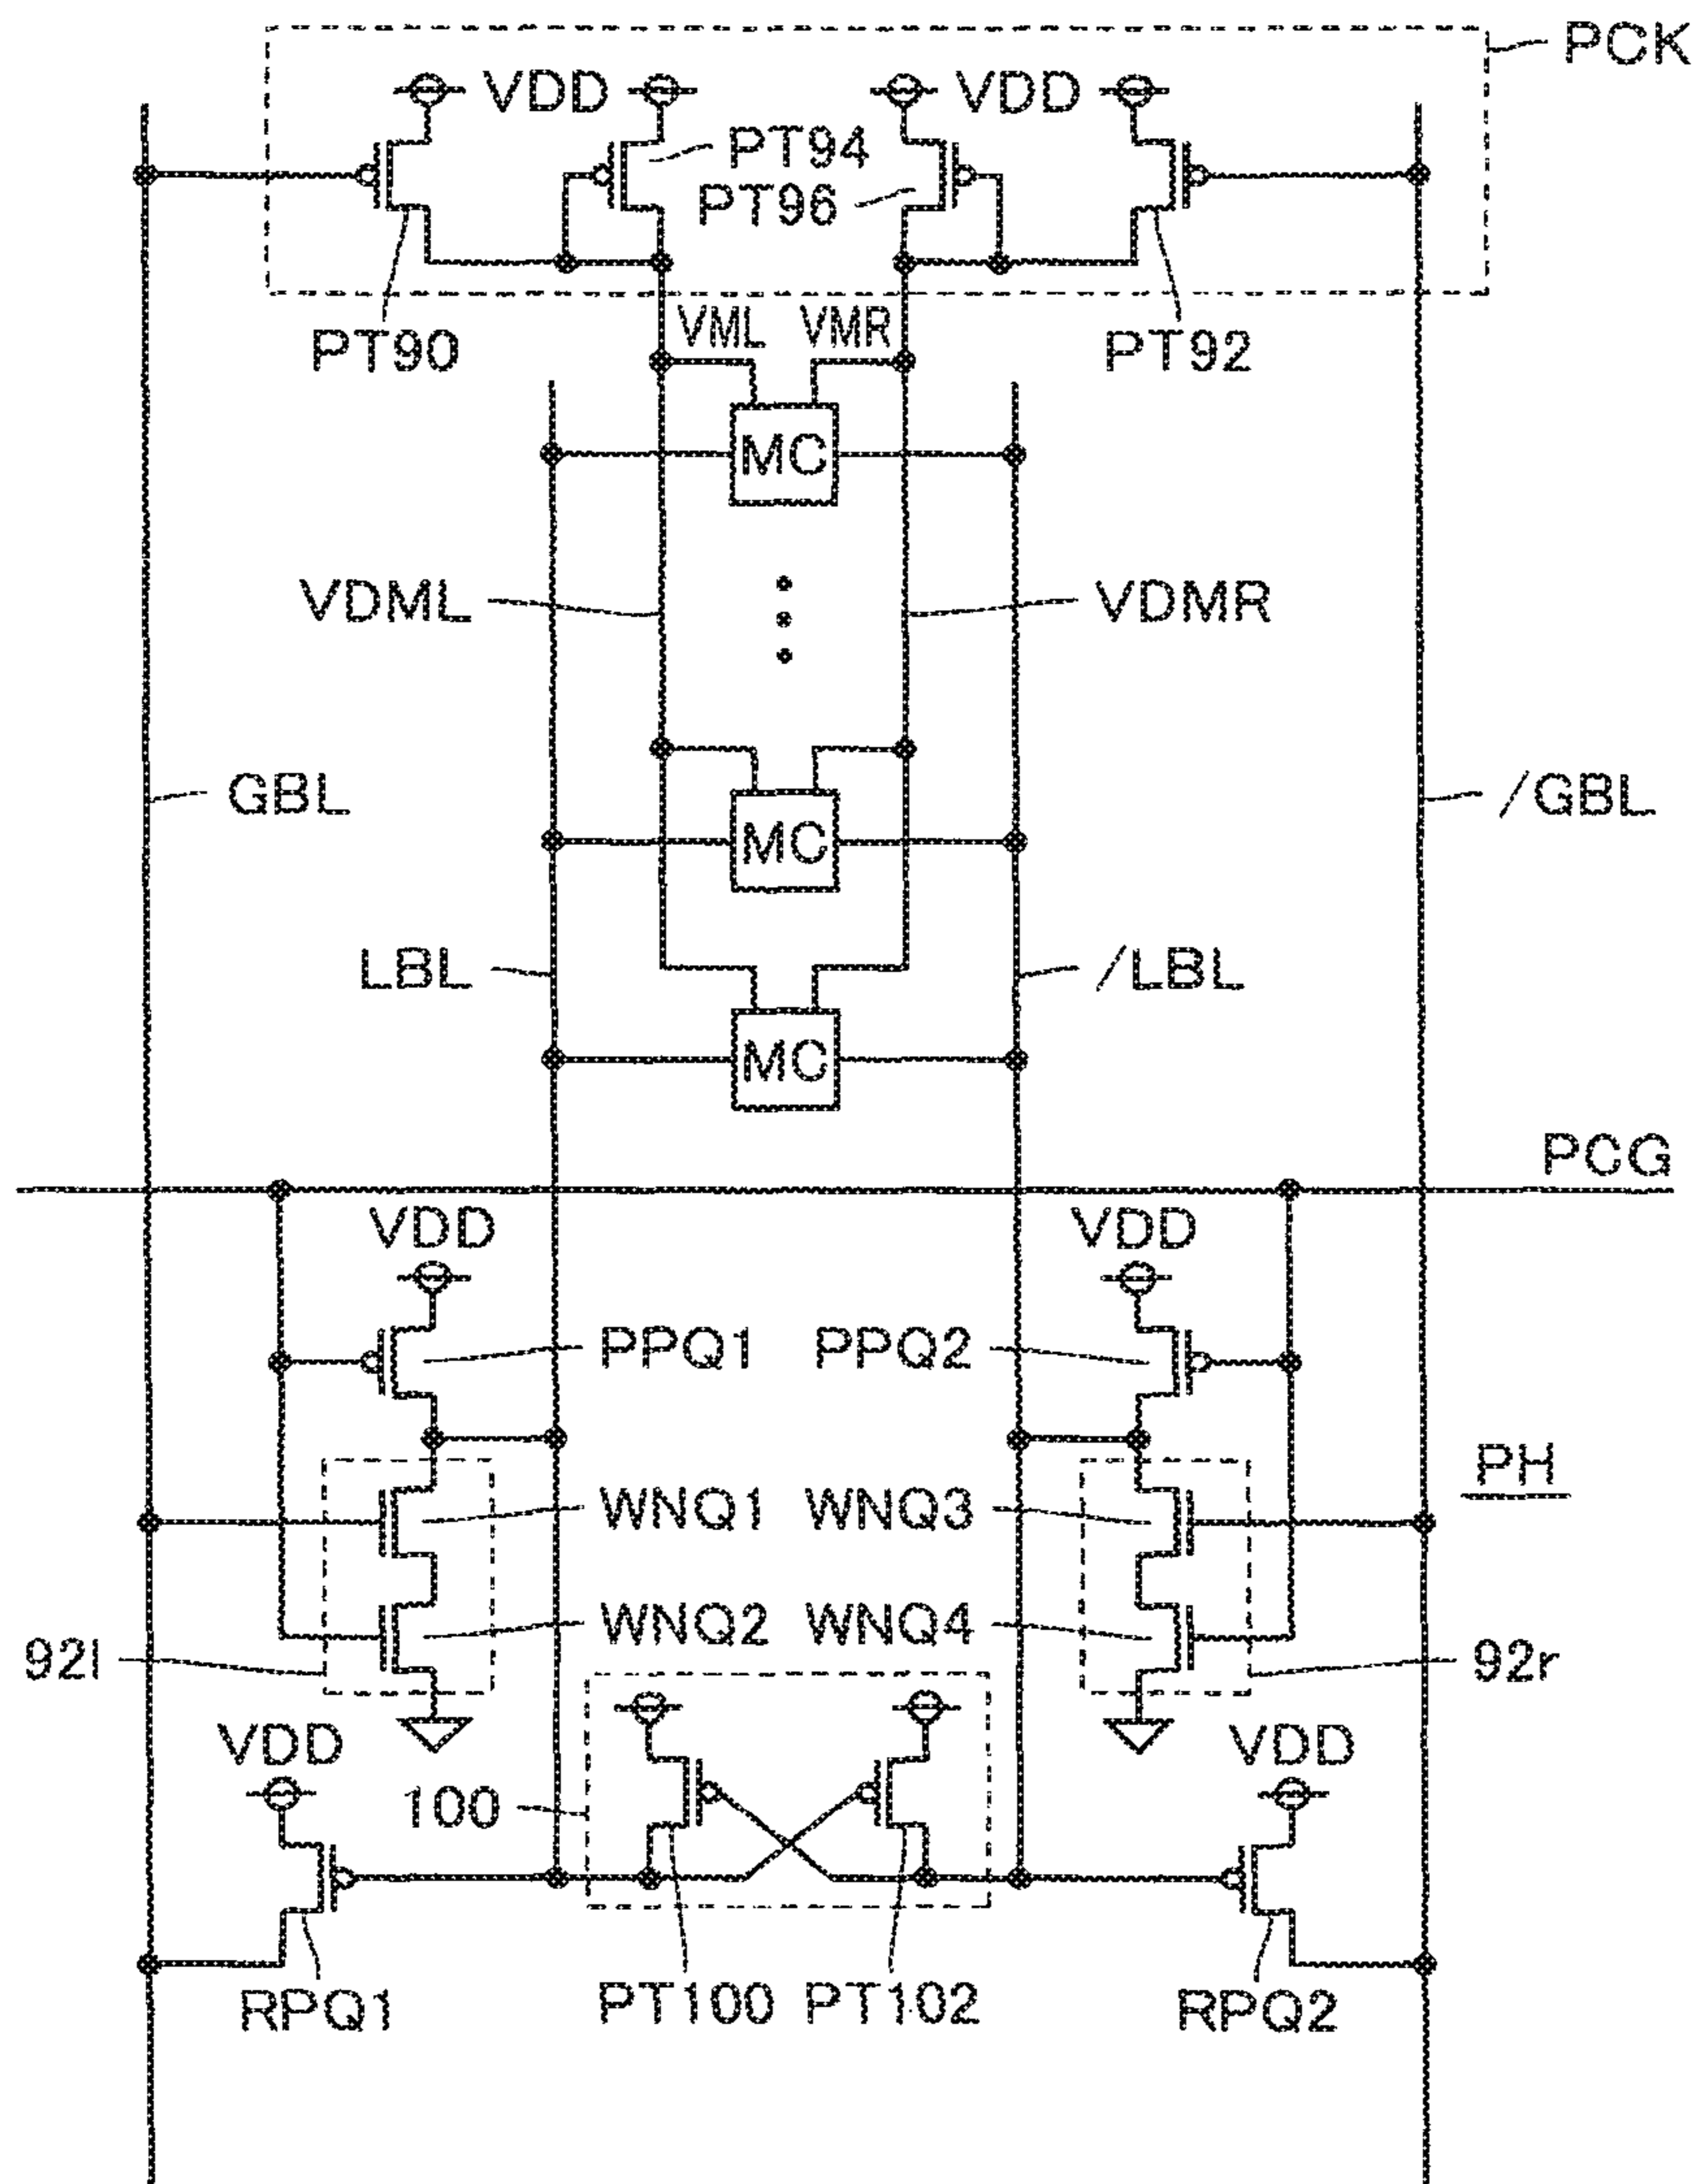 PCK
VDD VDD
PT94
PT96
PT90 VML VMR PT92
MC
VDML VDMR
GBL /GBL
MC
LBL /LBL
MC
PCG
VDD VDD
PPQ1 PPQ2
PH
WNQ1 WNQ3
WNQ2 WNQ4
92l 92r
VDD VDD
100
RPQ1 PT100 PT102 RPQ2